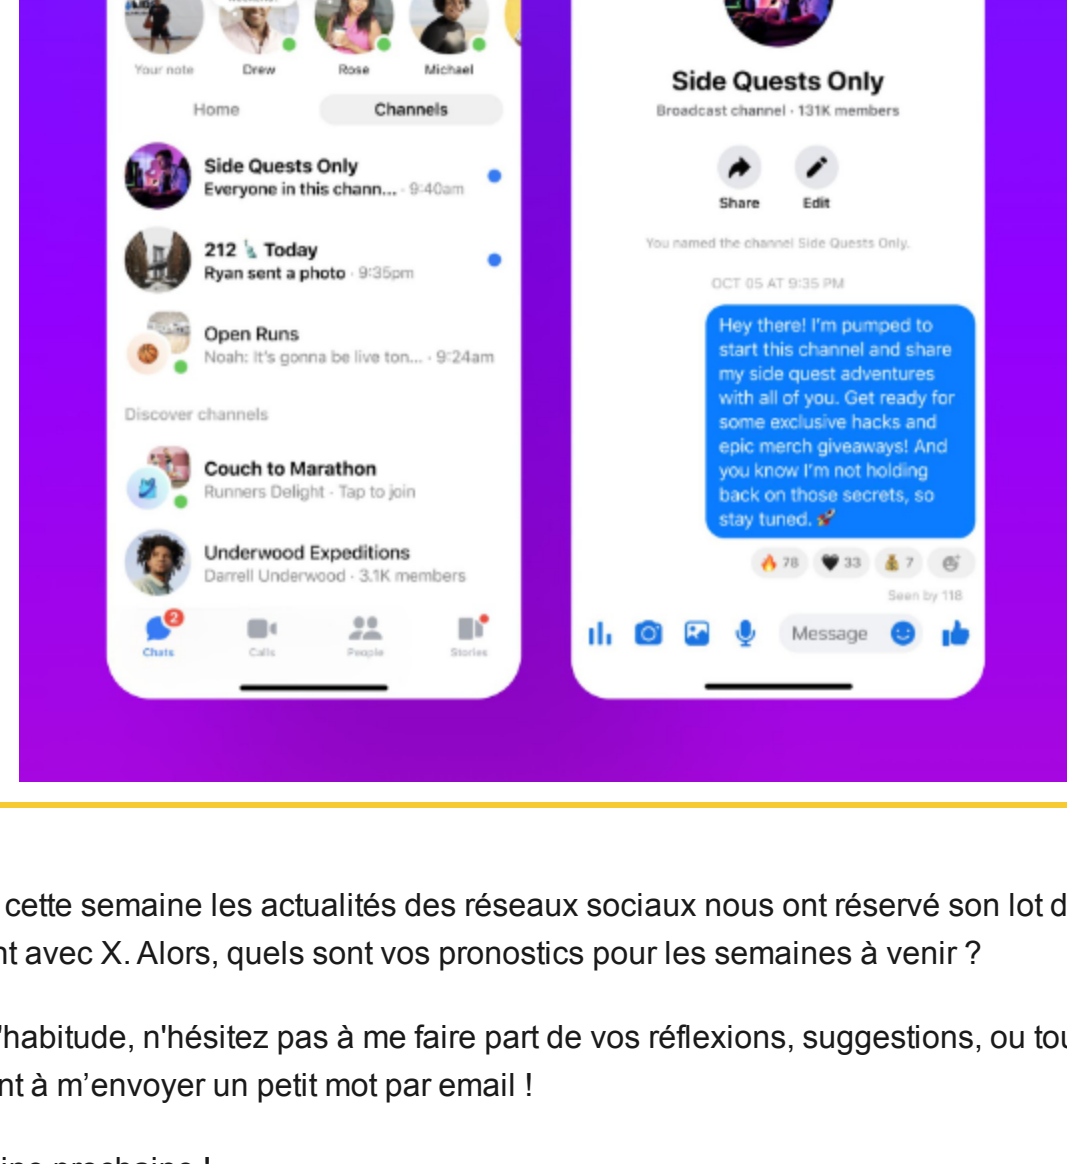 Your note Drew Rose Michael
Home Channels
Side Quests Only
Everyone in this chann... · 9:40am
212 🗽 Today
Ryan sent a photo · 9:35pm
Open Runs
Noah: It's gonna be live ton... · 9:24am
Discover channels
Couch to Marathon
Runners Delight · Tap to join
Underwood Expeditions
Darrell Underwood · 3.1K members
2
Chats Calls People Stories
Side Quests Only
Broadcast channel · 131K members
Share Edit
You named the channel Side Quests Only.
OCT 05 AT 9:35 PM
Hey there! I'm pumped to
start this channel and share
my side quest adventures
with all of you. Get ready for
some exclusive hacks and
epic merch giveaways! And
you know I'm not holding
back on those secrets, so
stay tuned. 🚀
🔥 78 🖤 33 💰 7
Seen by 118
Message
cette semaine les actualités des réseaux sociaux nous ont réservé son lot d
nt avec X. Alors, quels sont vos pronostics pour les semaines à venir ?
'habitude, n'hésitez pas à me faire part de vos réflexions, suggestions, ou tou
nt à m’envoyer un petit mot par email !
ine prochaine !